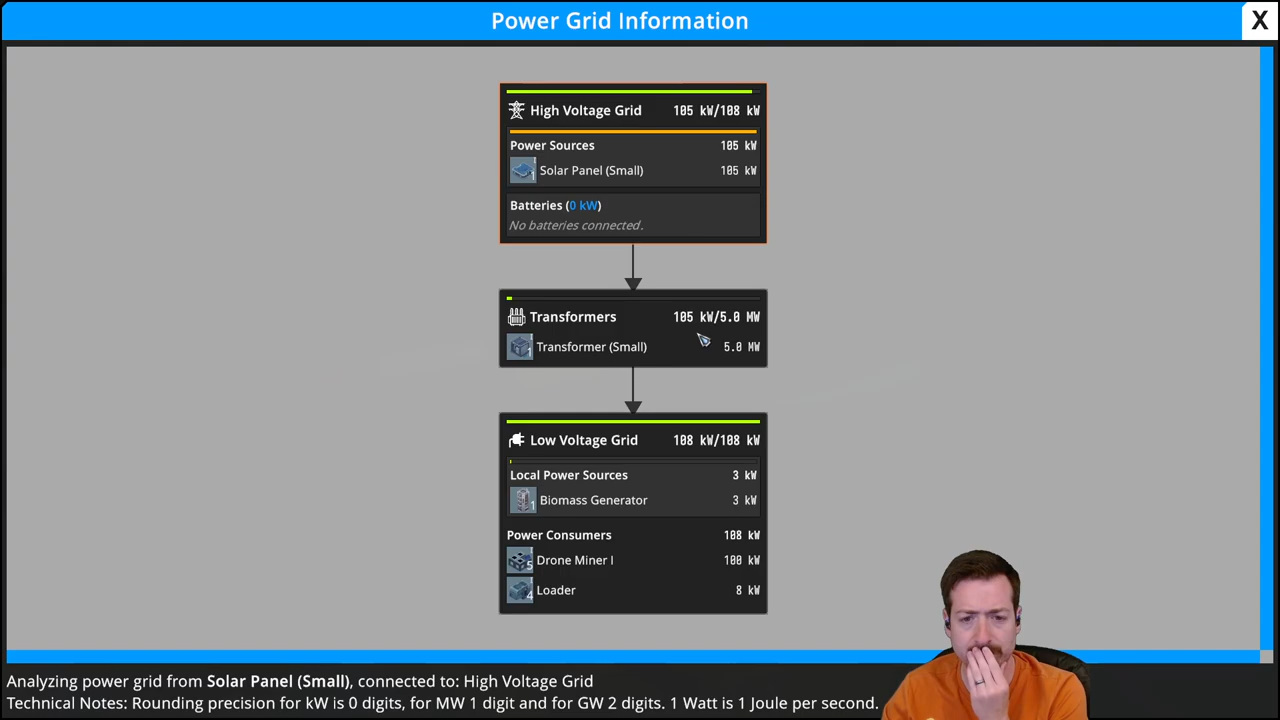 Power Grid Information
X
High Voltage Grid 105 kW/108 kW
Power Sources 105 kW
1 Solar Panel (Small) 105 kW
Batteries (0 kW)
No batteries connected.
Transformers 105 kW/5.0 MW
1 Transformer (Small) 5.0 MW
Low Voltage Grid 108 kW/108 kW
Local Power Sources 3 kW
1 Biomass Generator 3 kW
Power Consumers 108 kW
5 Drone Miner I 100 kW
4 Loader 8 kW
Analyzing power grid from Solar Panel (Small), connected to: High Voltage Grid
Technical Notes: Rounding precision for kW is 0 digits, for MW 1 digit and for GW 2 digits. 1 Watt is 1 Joule per second.